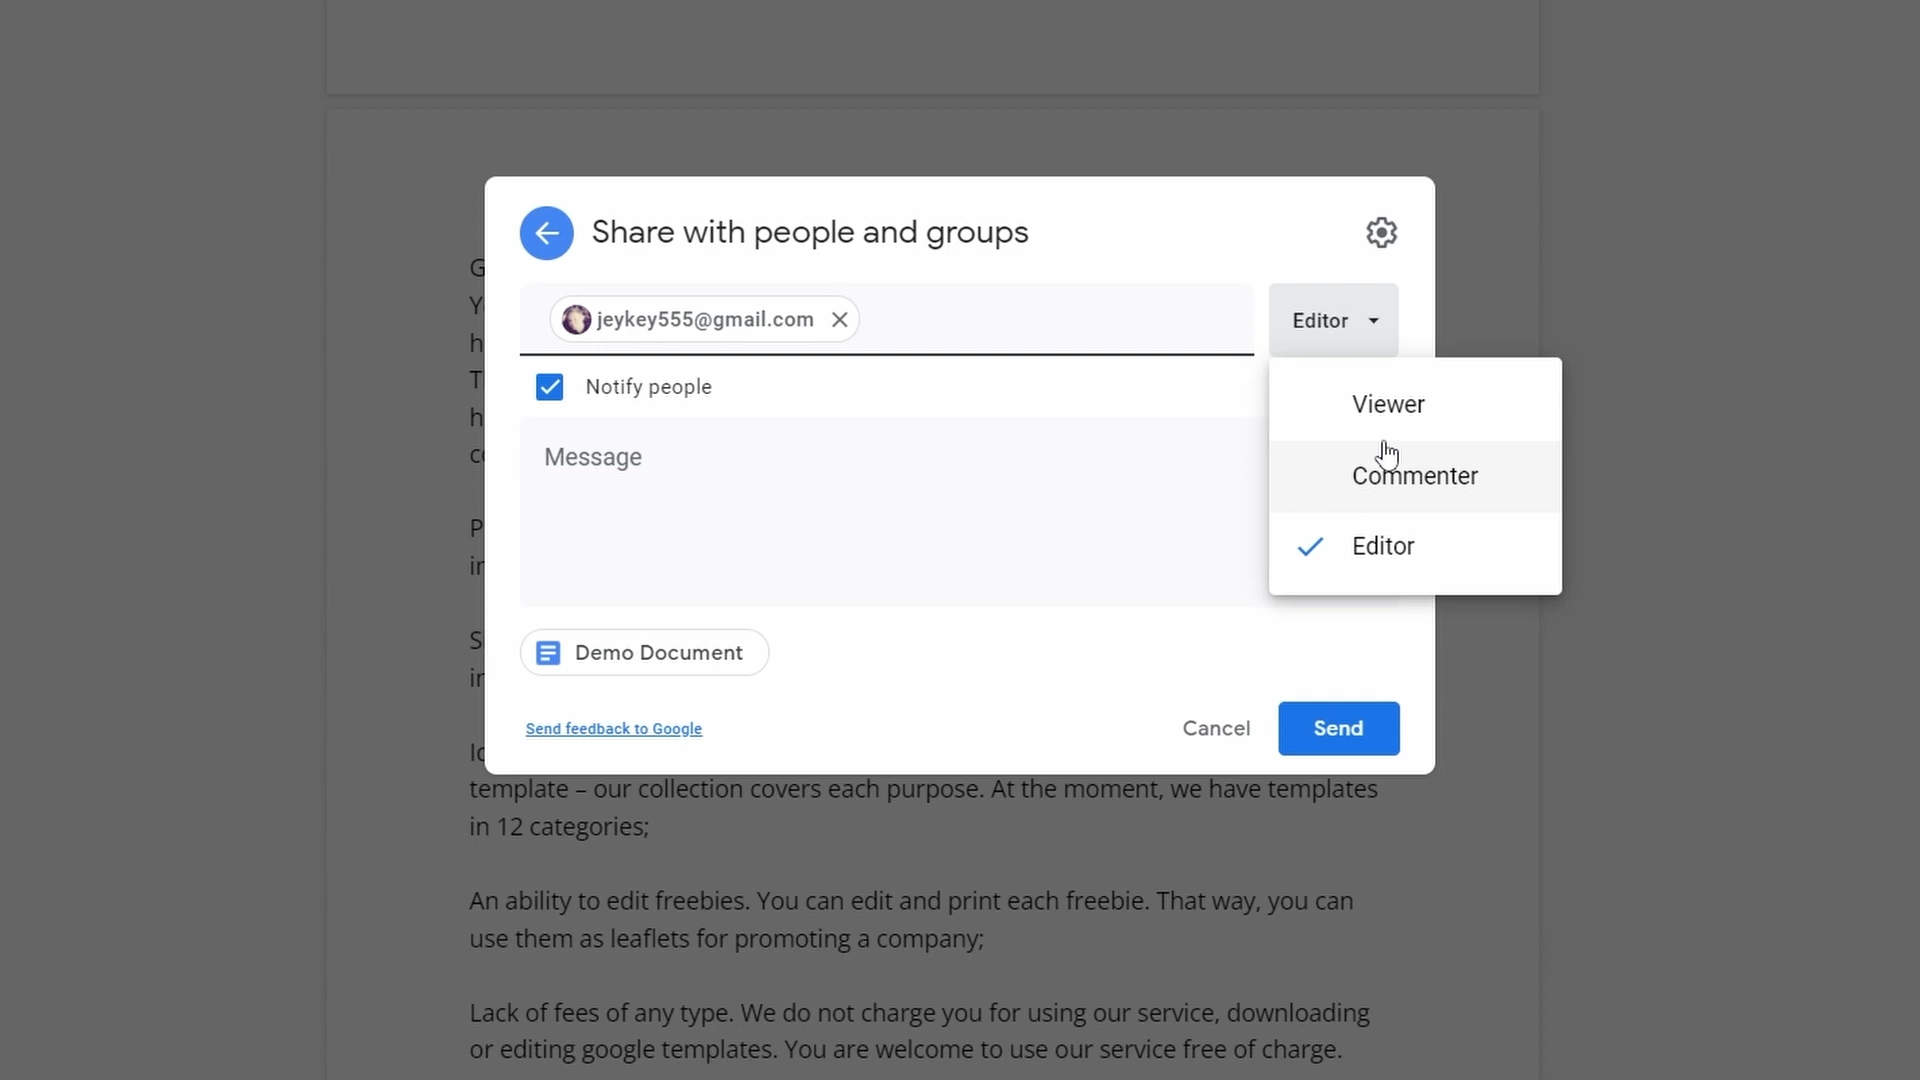 Share with people and groups
jeykey555@gmail.com
Editor
Notify people
Viewer
Message
Commenter
Editor
Demo Document
Send feedback to Google
Cancel
Send
template – our collection covers each purpose. At the moment, we have templates
in 12 categories;
An ability to edit freebies. You can edit and print each freebie. That way, you can
use them as leaflets for promoting a company;
Lack of fees of any type. We do not charge you for using our service, downloading
or editing google templates. You are welcome to use our service free of charge.